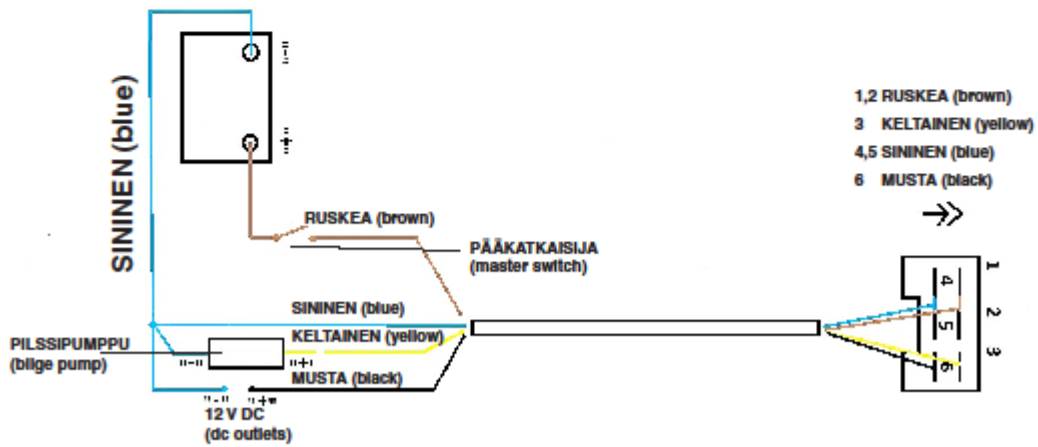 SININEN (blue)
"-"
"+"
1,2 RUSKEA (brown)
3 KELTAINEN (yellow)
4,5 SININEN (blue)
6 MUSTA (black)
RUSKEA (brown)
PÄÄKATKAISIJA
(master switch)
1
4
2
5
3
6
SININEN (blue)
KELTAINEN (yellow)
PILSSIPUMPPU
(bilge pump)
"-"
"+"
MUSTA (black)
"-" "+"
12 V DC
(dc outlets)